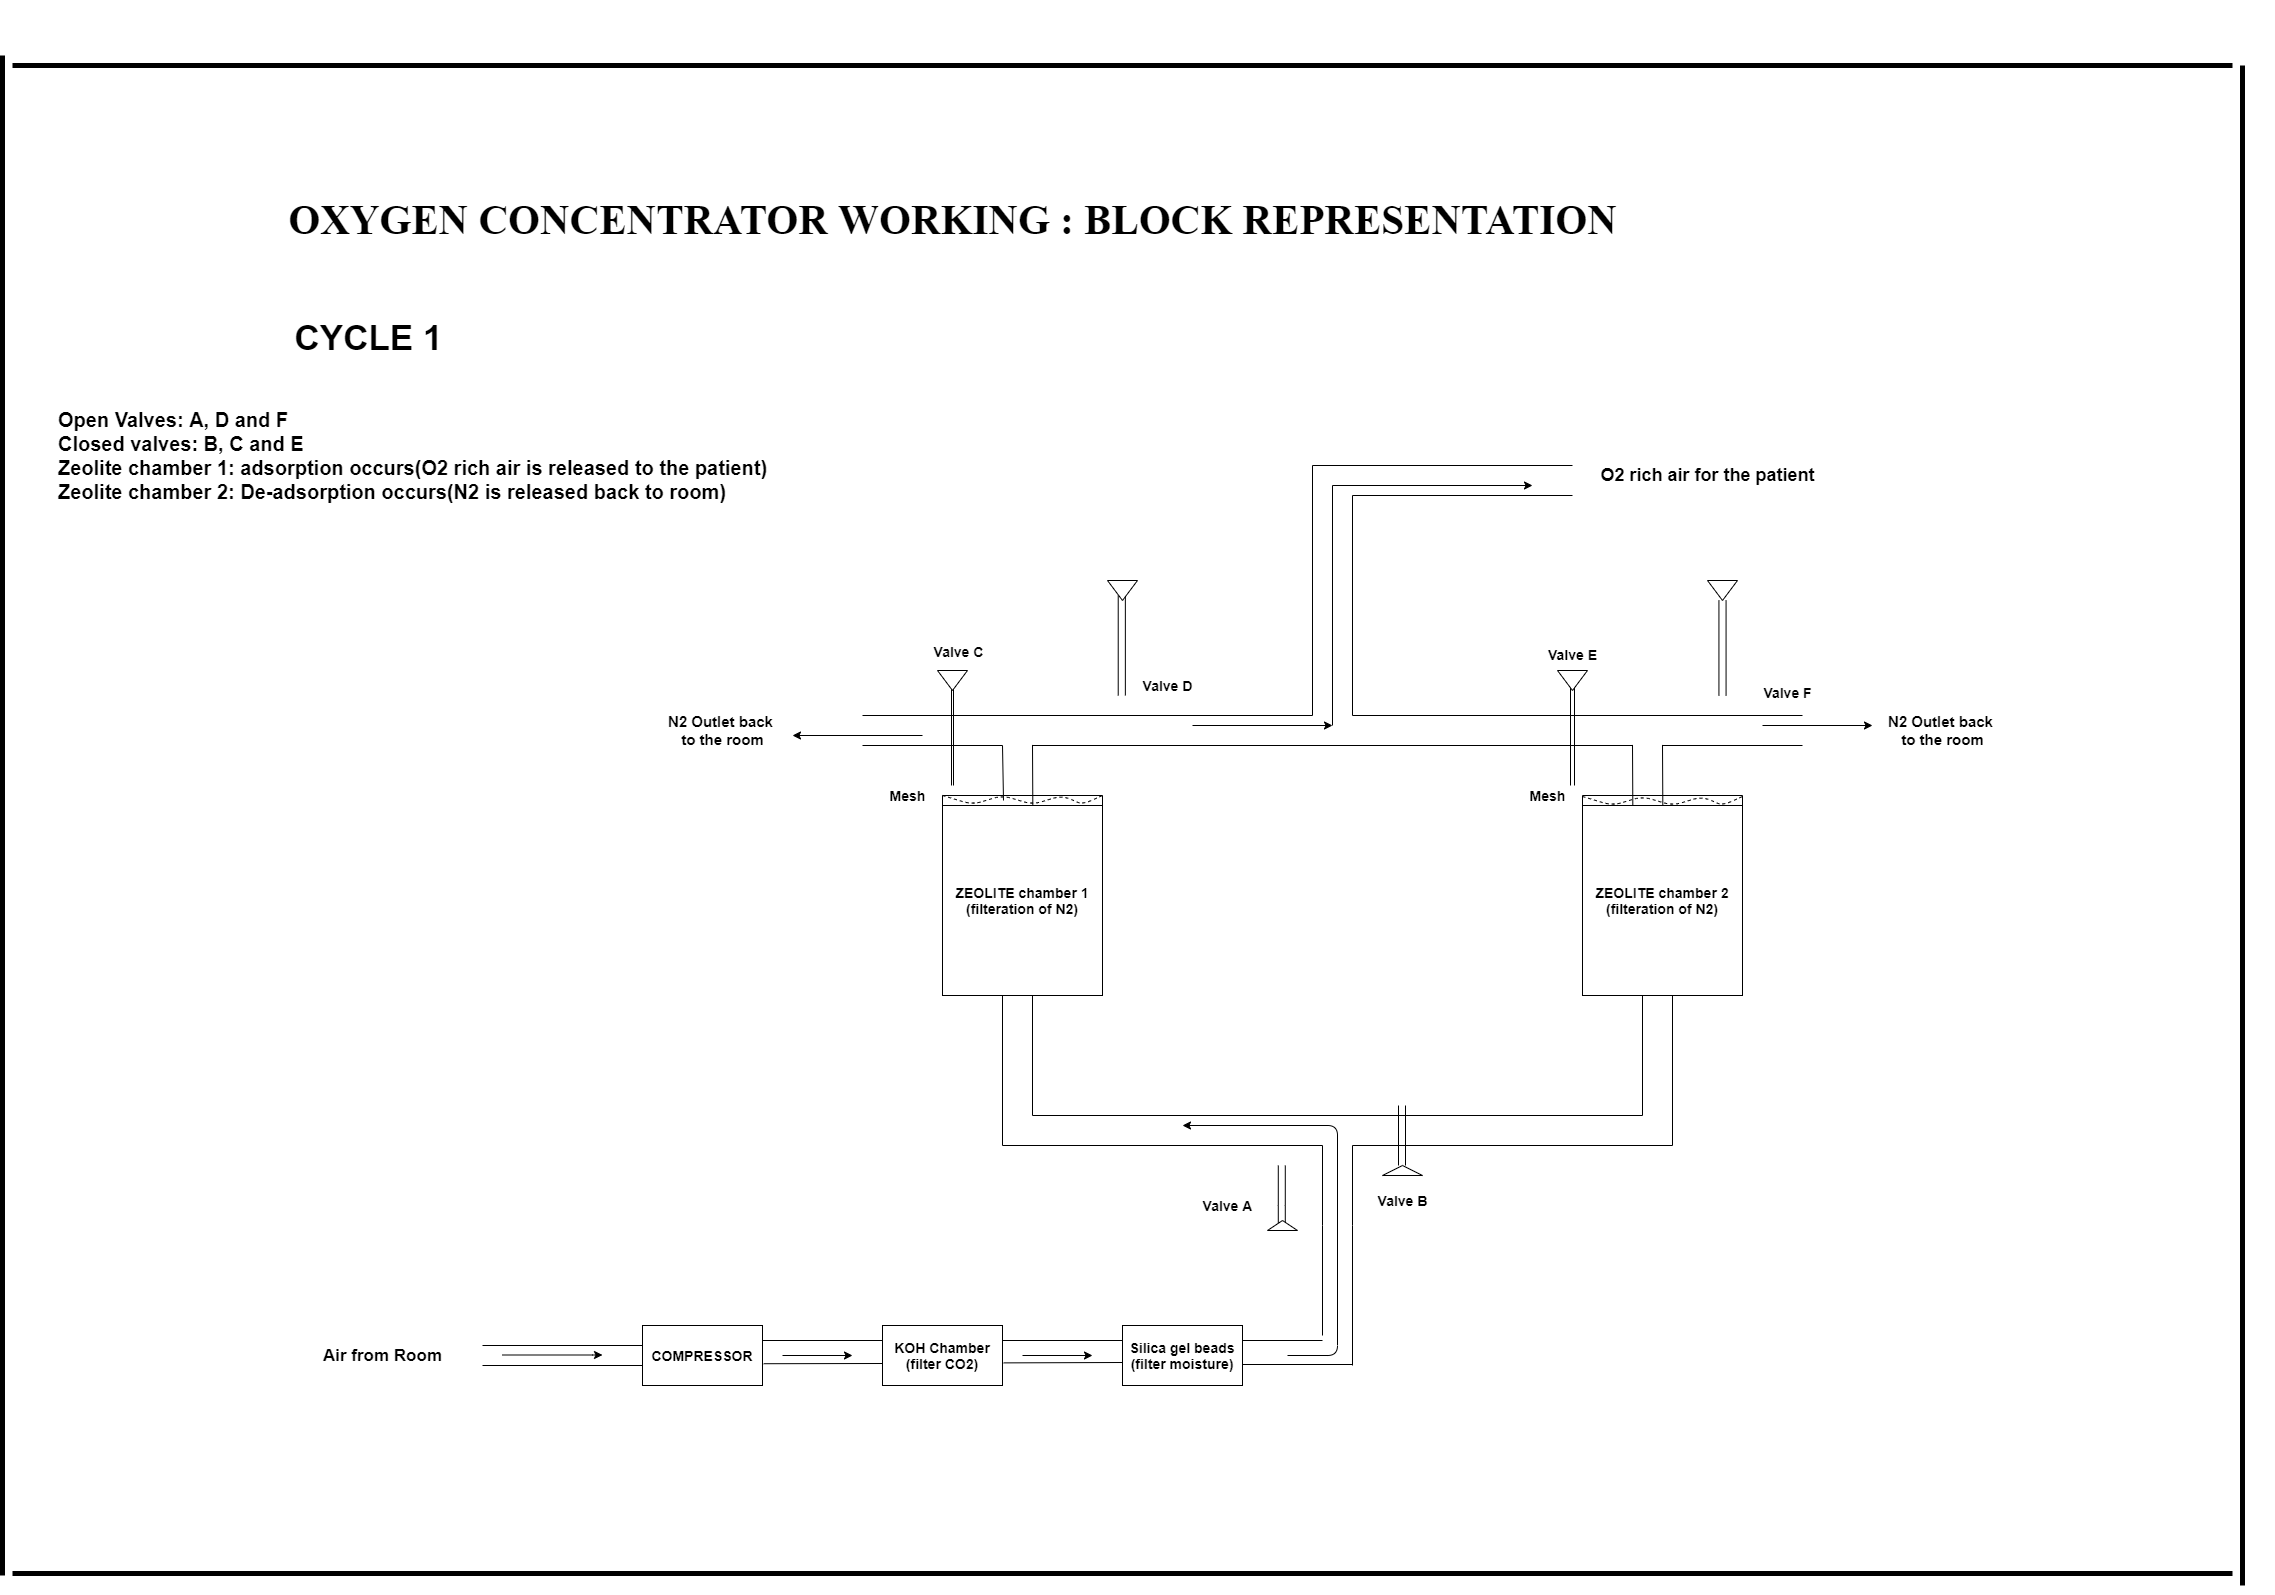 OXYGEN CONCENTRATOR WORKING : BLOCK REPRESENTATION
CYCLE 1
Open Valves: A, D and F
Closed valves: B, C and E
Zeolite chamber 1: adsorption occurs(O2 rich air is released to the patient)
Zeolite chamber 2: De-adsorption occurs(N2 is released back to room)
O2 rich air for the patient
Valve C
Valve E
Valve D
Valve F
N2 Outlet back
to the room
N2 Outlet back
to the room
Mesh
Mesh
ZEOLITE chamber 1
(filteration of N2)
ZEOLITE chamber 2
(filteration of N2)
Valve A
Valve B
Air from Room
COMPRESSOR
KOH Chamber
(filter CO2)
Silica gel beads
(filter moisture)